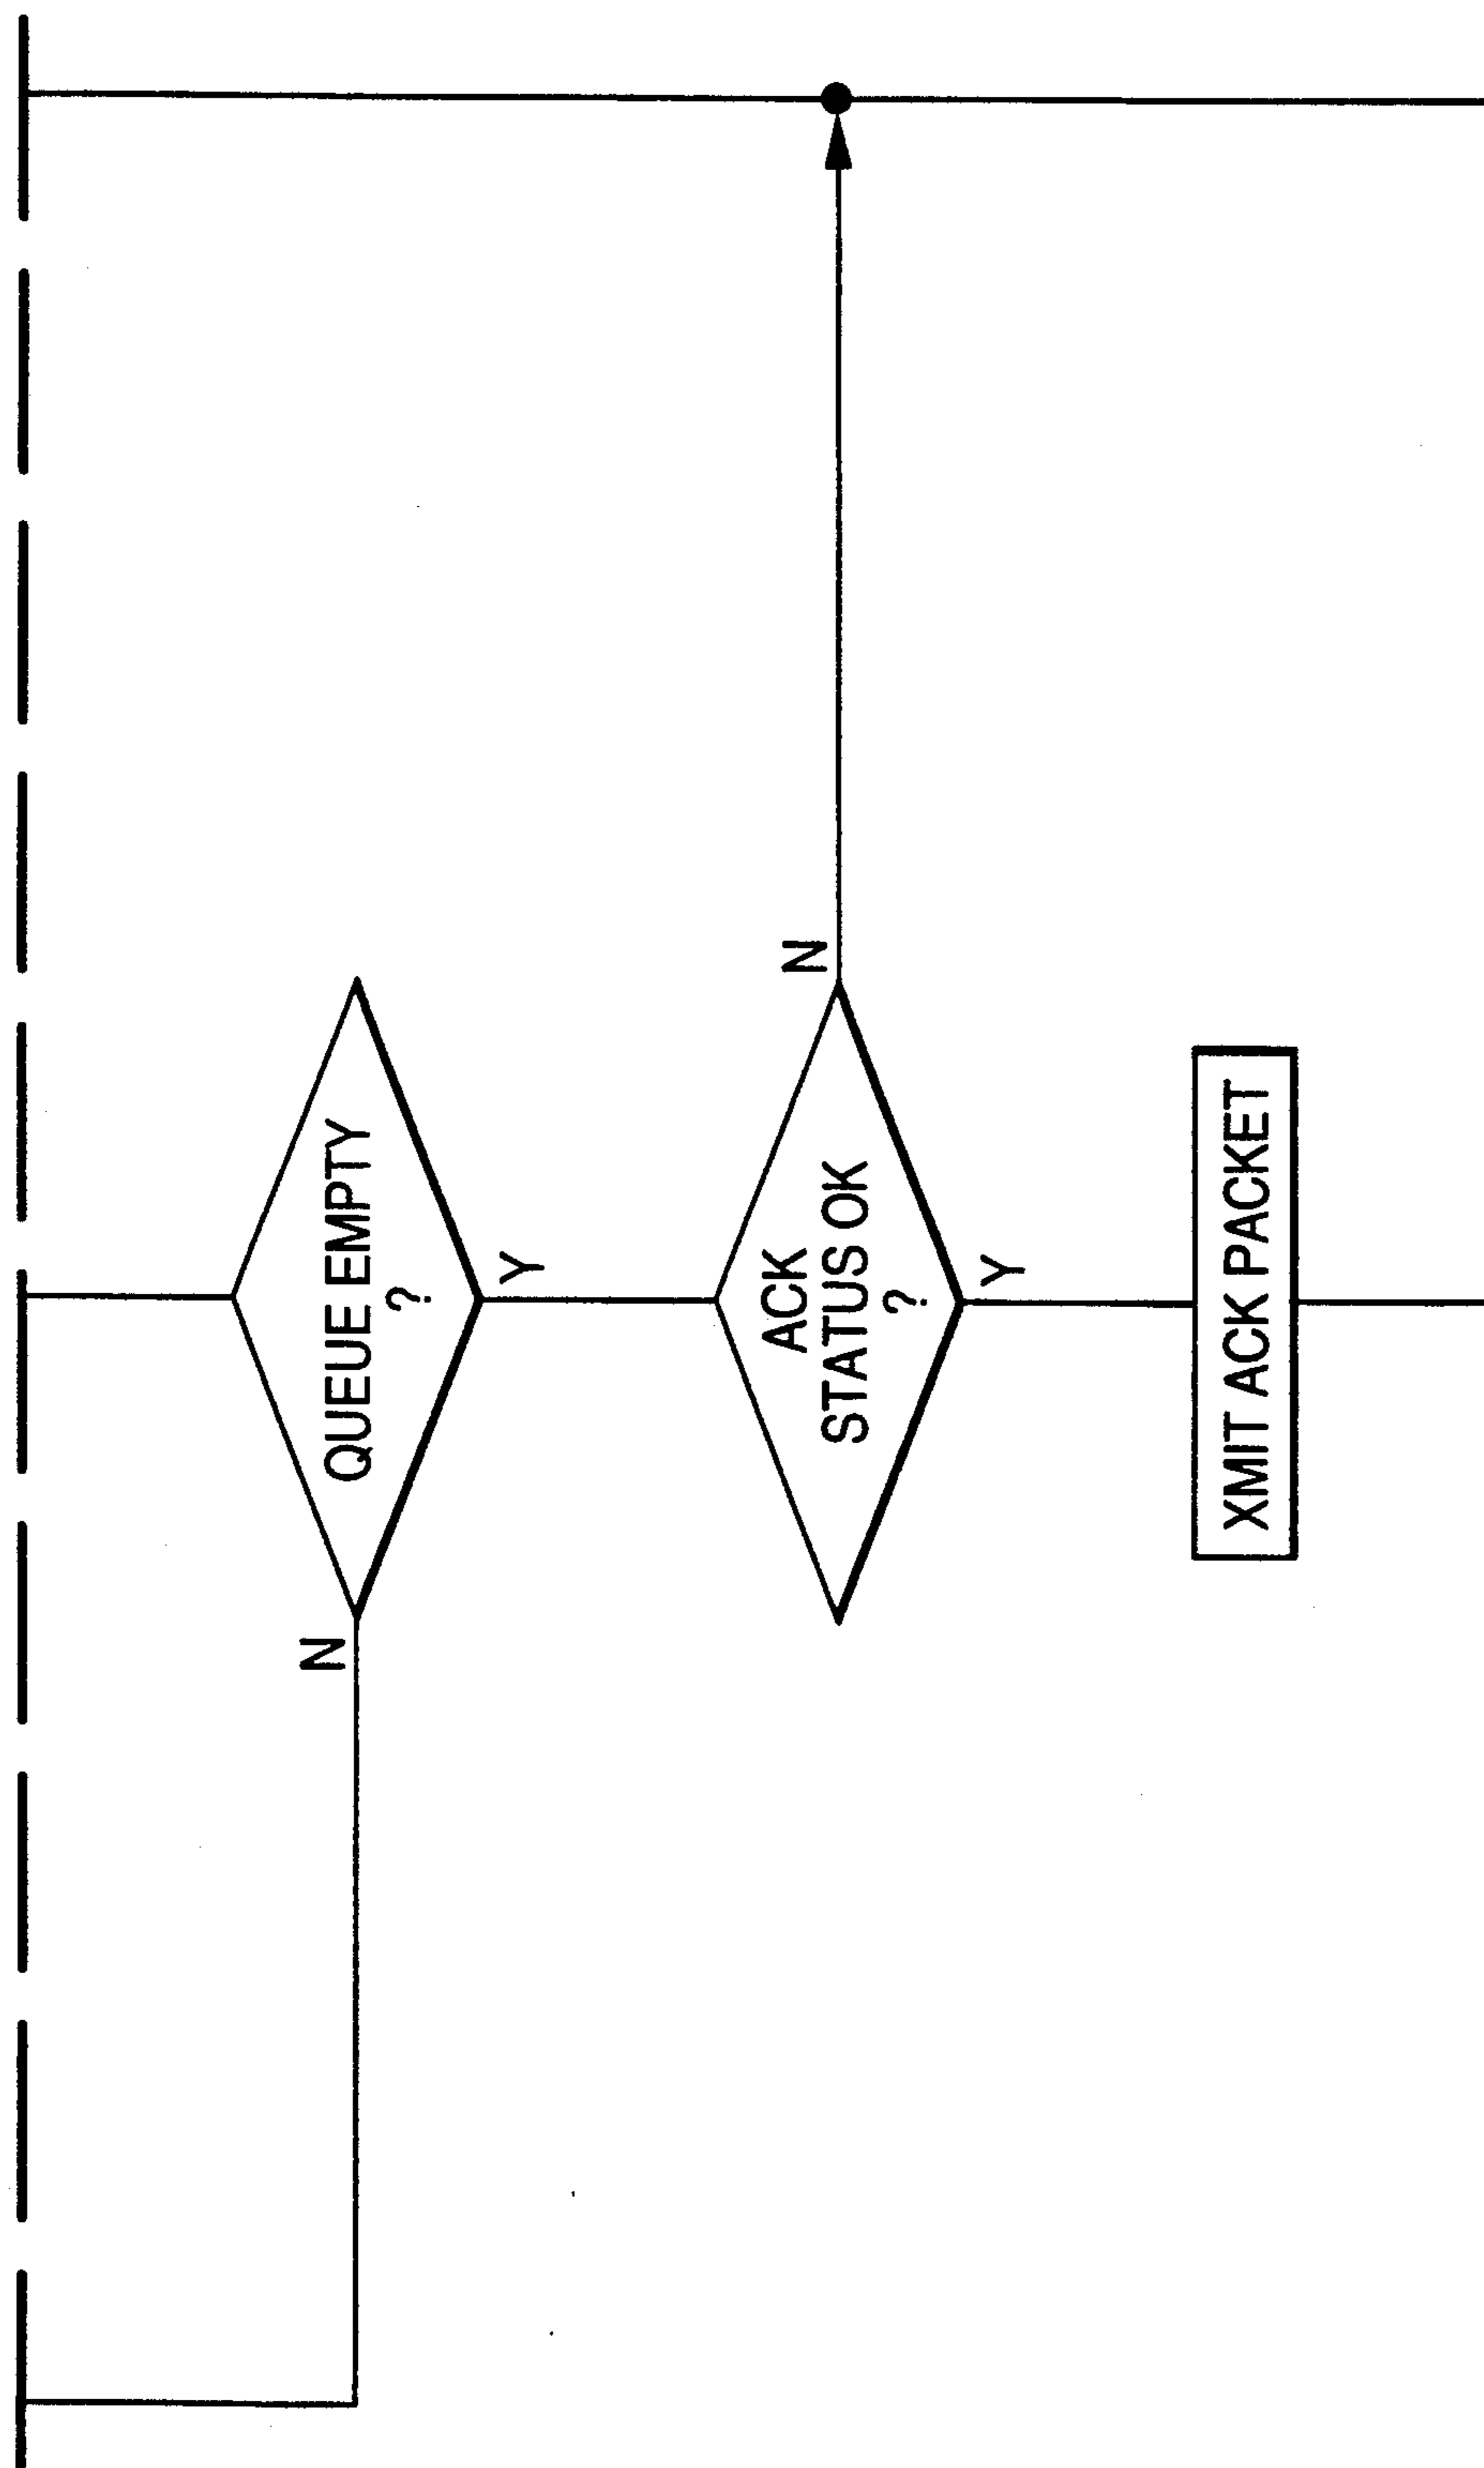 QUEUE EMPTY
?
N
Y
ACK
STATUS OK
?
N
Y
XMIT ACK PACKET